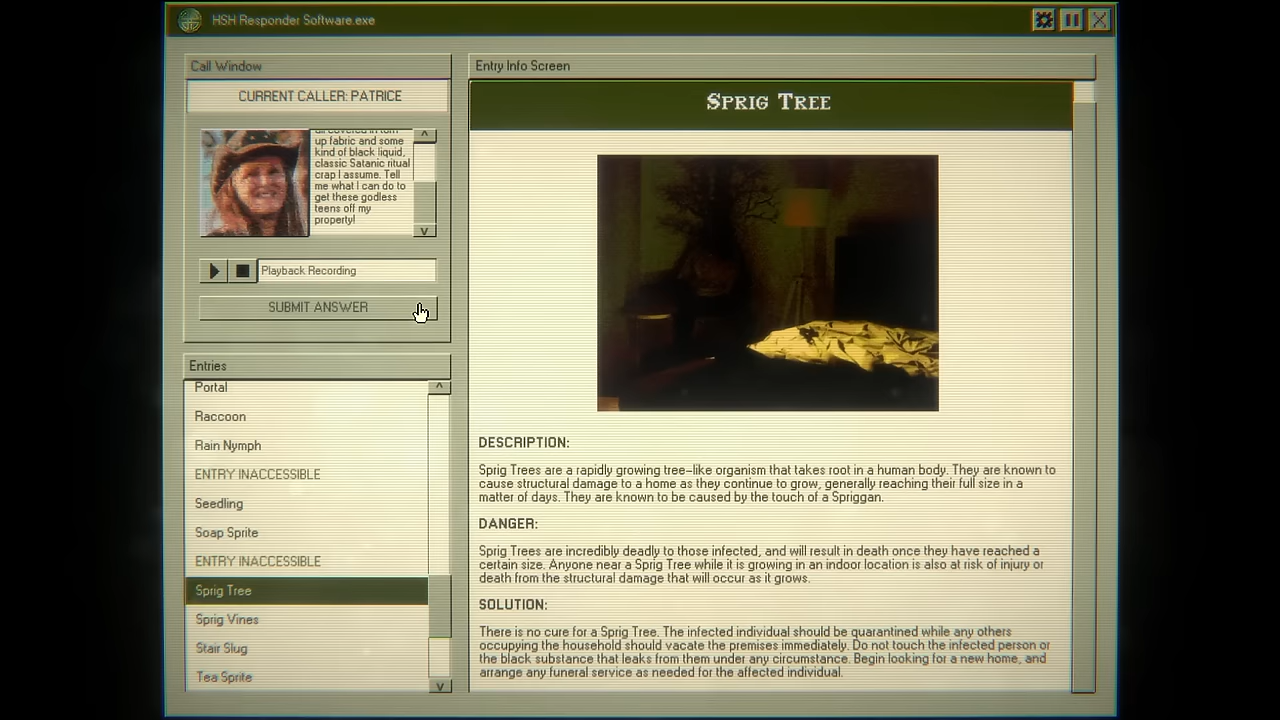 HSH Responder Software.exe
Call Window
CURRENT CALLER: PATRICE
all covered in torn
up fabric and some
kind of black liquid,
classic Satanic ritual
crap I assume. Tell
me what I can do to
get these godless
teens off my
property!
Playback Recording
SUBMIT ANSWER
Entries
Portal
Raccoon
Rain Nymph
ENTRY INACCESSIBLE
Seedling
Soap Sprite
ENTRY INACCESSIBLE
Sprig Tree
Sprig Vines
Stair Slug
Tea Sprite
Entry Info Screen
SPRIG TREE
DESCRIPTION:
Sprig Trees are a rapidly growing tree-like organism that takes root in a human body. They are known to
cause structural damage to a home as they continue to grow, generally reaching their full size in a
matter of days. They are known to be caused by the touch of a Spriggan.
DANGER:
Sprig Trees are incredibly deadly to those infected, and will result in death once they have reached a
certain size. Anyone near a Sprig Tree while it is growing in an indoor location is also at risk of injury or
death from the structural damage that will occur as it grows.
SOLUTION:
There is no cure for a Sprig Tree. The infected individual should be quarantined while any others
occupying the household should vacate the premises immediately. Do not touch the infected person or
the black substance that leaks from them under any circumstance. Begin looking for a new home, and
arrange any funeral service as needed for the affected individual.